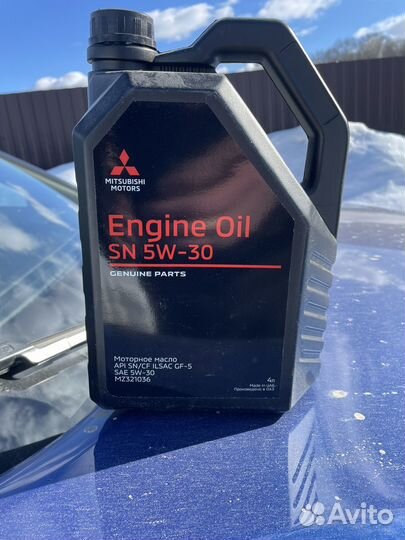 MITSUBISHI
MOTORS
Engine Oil
SN 5W-30
GENUINE PARTS
Моторное масло
API SN/CF ILSAC GF-5
SAE 5W-30
MZ321036
4л
Made in UAE
Произведено в ОАЭ
Avito